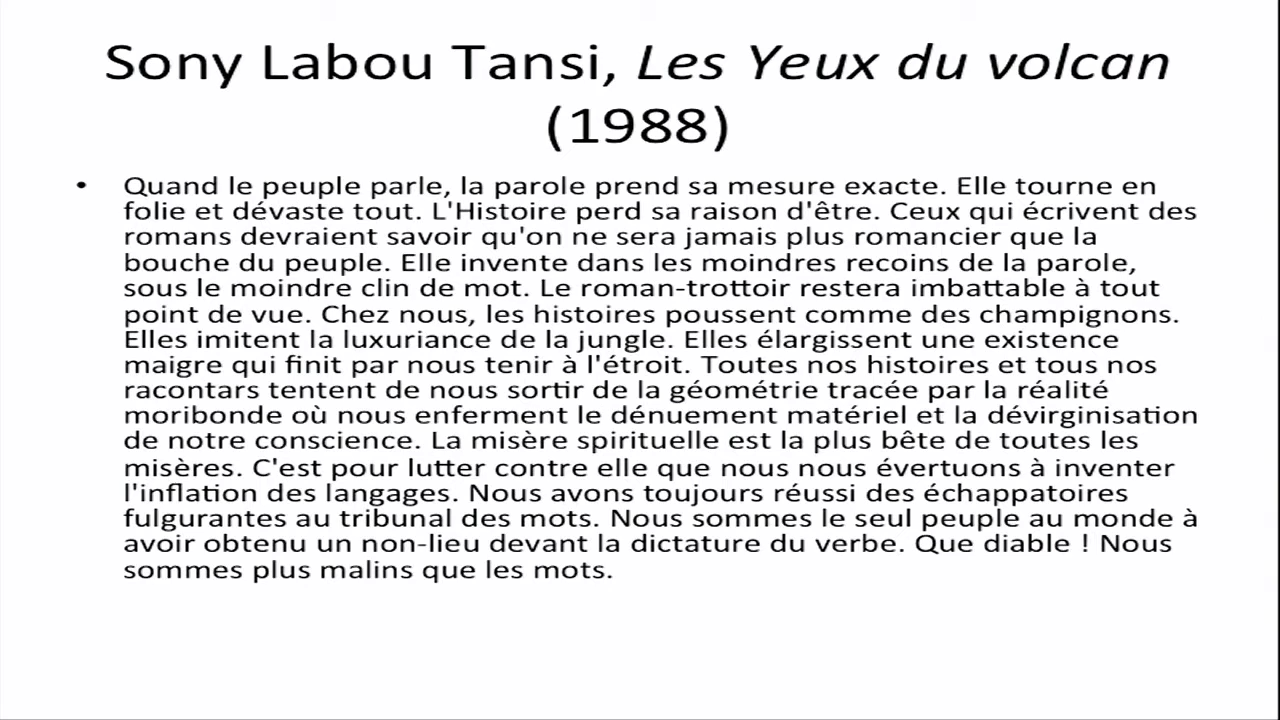 Sony Labou Tansi, Les Yeux du volcan
(1988)
• Quand le peuple parle, la parole prend sa mesure exacte. Elle tourne en
folie et dévaste tout. L'Histoire perd sa raison d'être. Ceux qui écrivent des
romans devraient savoir qu'on ne sera jamais plus romancier que la
bouche du peuple. Elle invente dans les moindres recoins de la parole,
sous le moindre clin de mot. Le roman-trottoir restera imbattable à tout
point de vue. Chez nous, les histoires poussent comme des champignons.
Elles imitent la luxuriance de la jungle. Elles élargissent une existence
maigre qui finit par nous tenir à l'étroit. Toutes nos histoires et tous nos
racontars tentent de nous sortir de la géométrie tracée par la réalité
moribonde où nous enferment le dénuement matériel et la dévirginisation
de notre conscience. La misère spirituelle est la plus bête de toutes les
misères. C'est pour lutter contre elle que nous nous évertuons à inventer
l'inflation des langages. Nous avons toujours réussi des échappatoires
fulgurantes au tribunal des mots. Nous sommes le seul peuple au monde à
avoir obtenu un non-lieu devant la dictature du verbe. Que diable ! Nous
sommes plus malins que les mots.